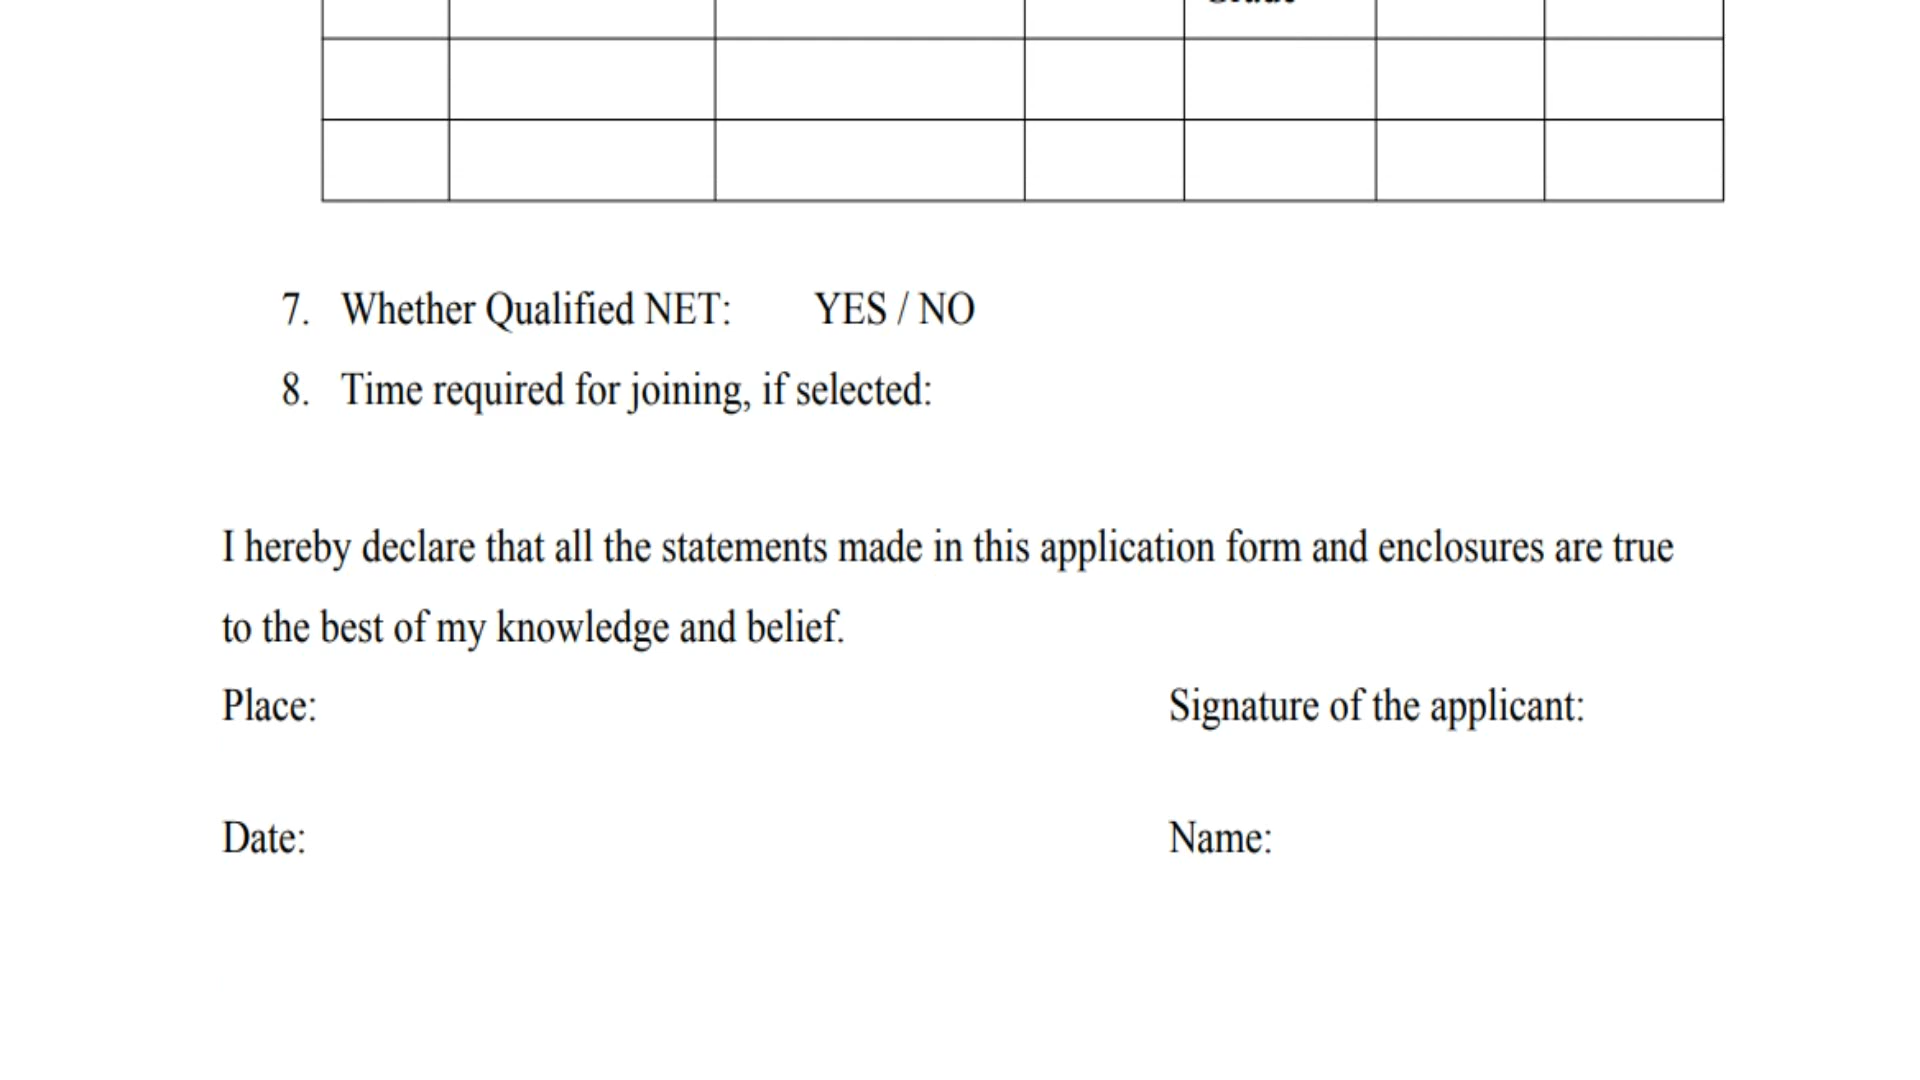 7. Whether Qualified NET: YES / NO
8. Time required for joining, if selected:
I hereby declare that all the statements made in this application form and enclosures are true
to the best of my knowledge and belief.
Place: Signature of the applicant:
Date: Name: